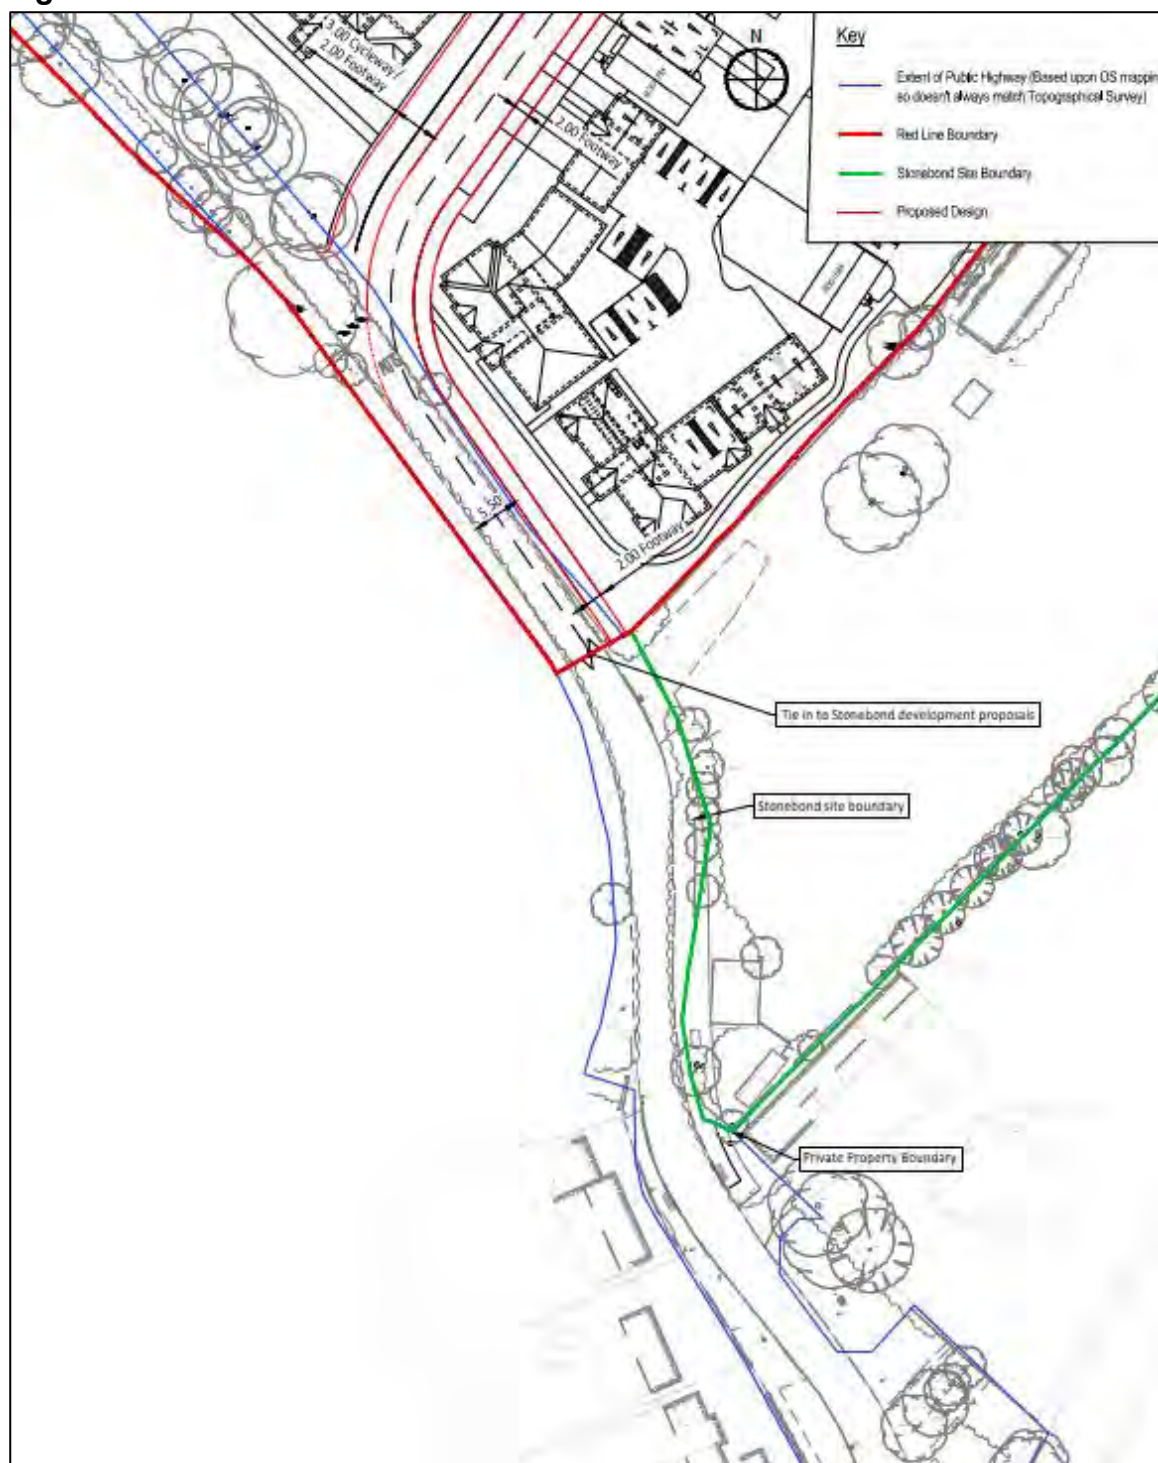 3.00 Cycleway /
2.00 Footway
2.00 Footway
N
Key
Extent of Public Highway (Based upon OS mappin
so doesn't always match Topographical Survey)
Red Line Boundary
Stonebond Site Boundary
Proposed Design
5.50
2.00 Footway
Tie in to Stonebond development proposals
Stonebond site boundary
Private Property Boundary